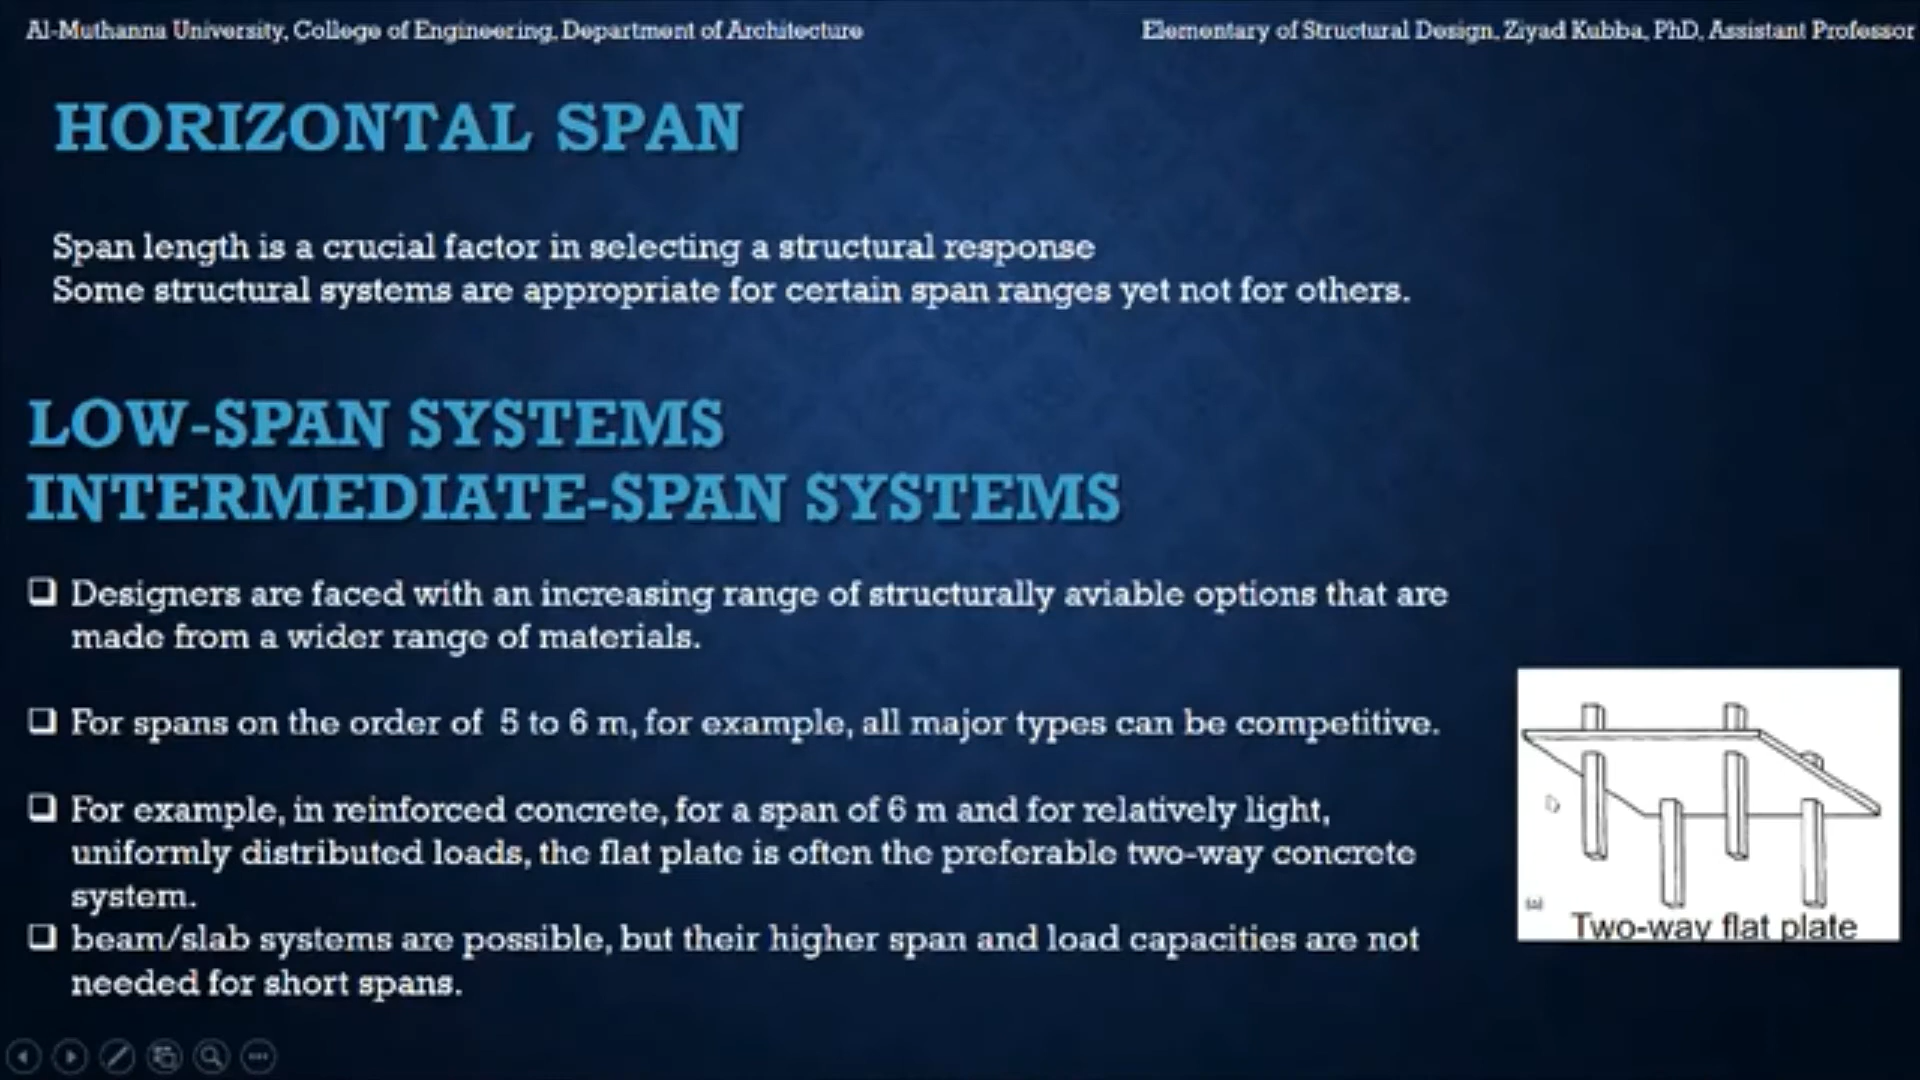 Al-Muthanna University, College of Engineering, Department of Architecture
Elementary of Structural Design, Ziyad Kubba, PhD, Assistant Professor
HORIZONTAL SPAN
Span length is a crucial factor in selecting a structural response
Some structural systems are appropriate for certain span ranges yet not for others.
LOW-SPAN SYSTEMS
INTERMEDIATE-SPAN SYSTEMS
❑ Designers are faced with an increasing range of structurally aviable options that are
made from a wider range of materials.
❑ For spans on the order of 5 to 6 m, for example, all major types can be competitive.
❑ For example, in reinforced concrete, for a span of 6 m and for relatively light,
uniformly distributed loads, the flat plate is often the preferable two-way concrete
system.
❑ beam/slab systems are possible, but their higher span and load capacities are not
needed for short spans.
(a)
Two-way flat plate